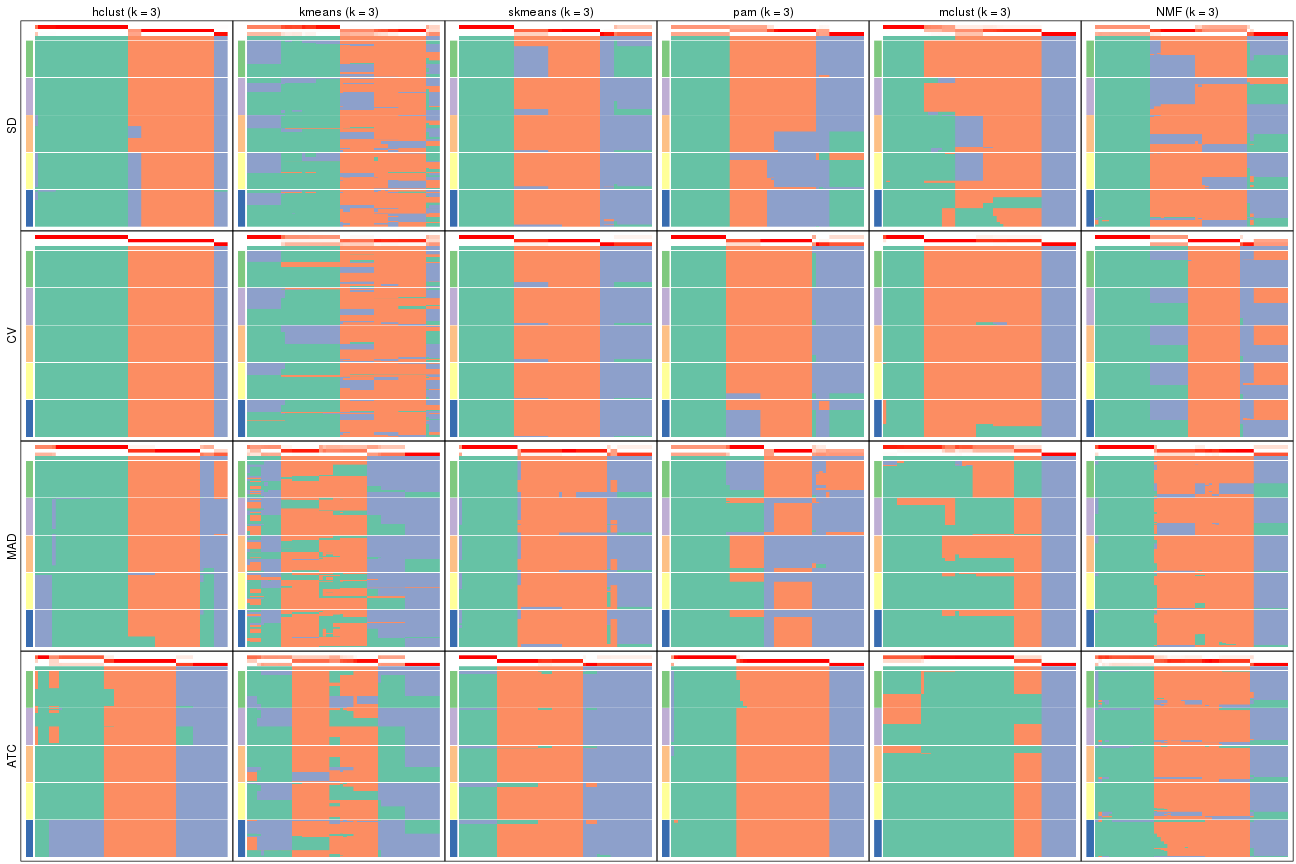 hclust (k = 3) kmeans (k = 3) skmeans (k = 3) pam (k = 3) mclust (k = 3) NMF (k = 3)
SD
CV
MAD
ATC